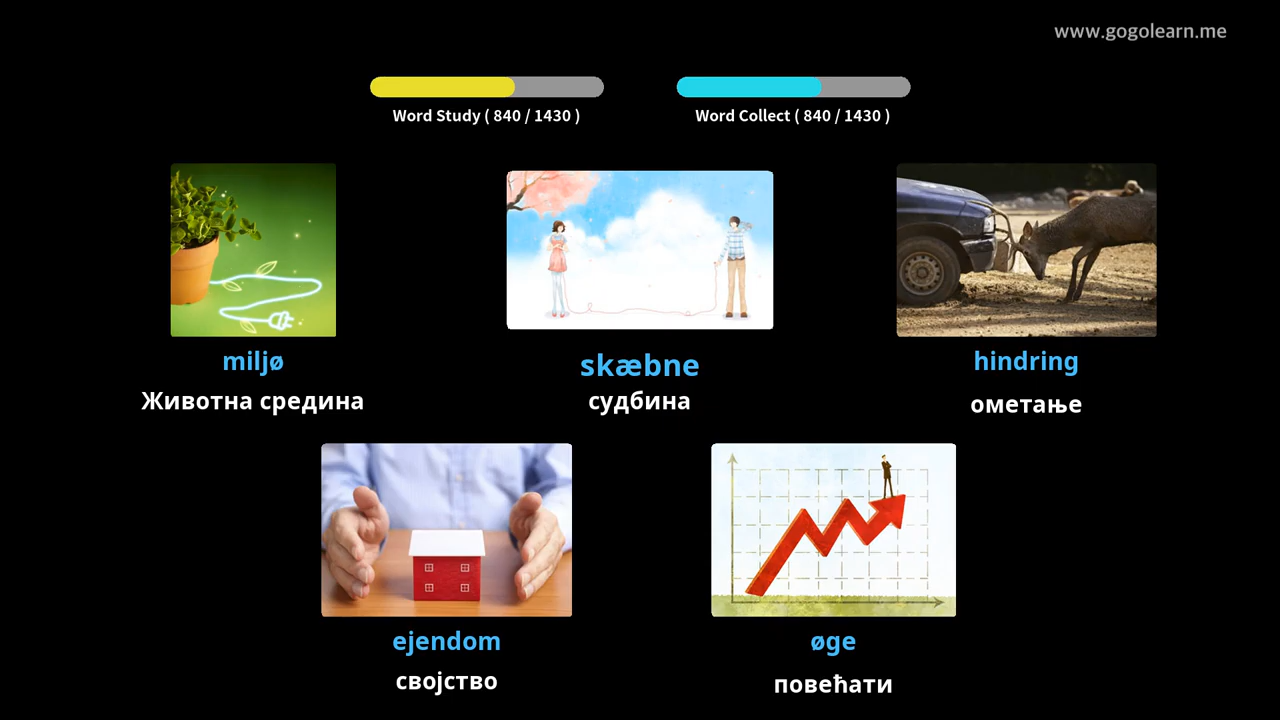 www.gogolearn.me
Word Study ( 840 / 1430 )
Word Collect ( 840 / 1430 )
miljø
skæbne
hindring
Животна средина
судбина
ометање
ejendom
øge
својство
повећати